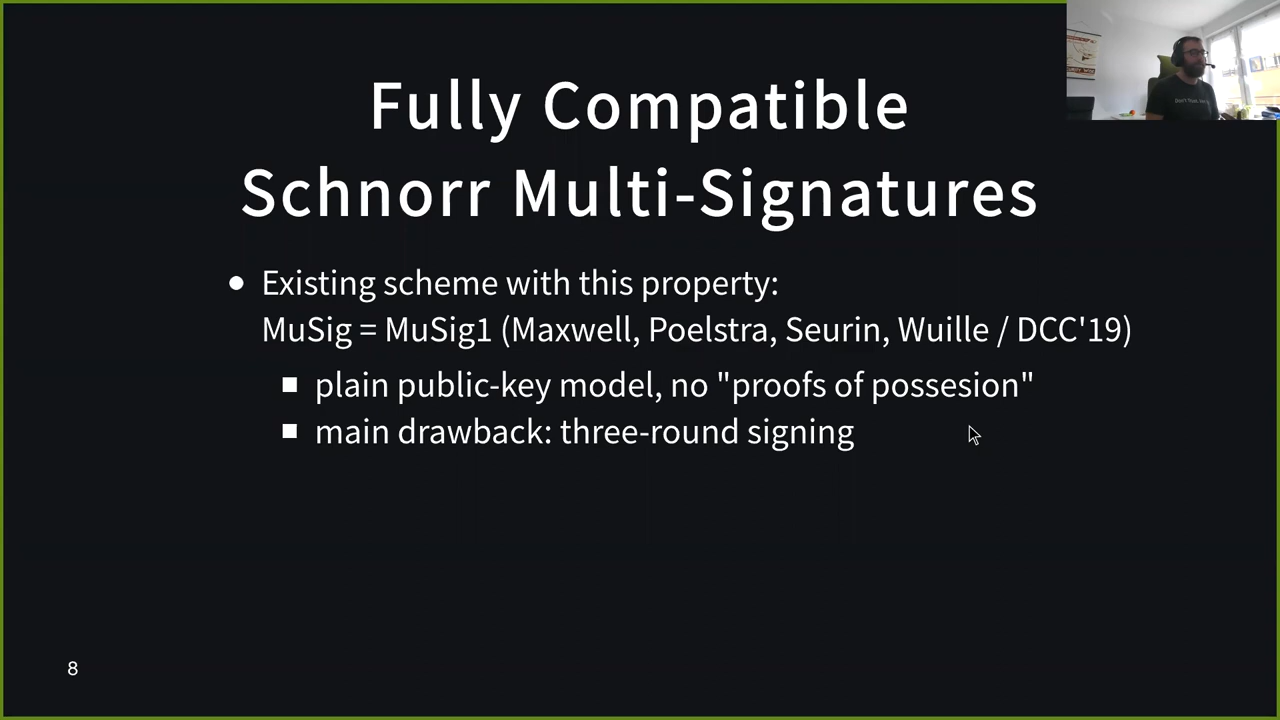 Fully Compatible
Schnorr Multi-Signatures
Existing scheme with this property:
MuSig = MuSig1 (Maxwell, Poelstra, Seurin, Wuille / DCC'19)
plain public-key model, no "proofs of possesion"
main drawback: three-round signing
8